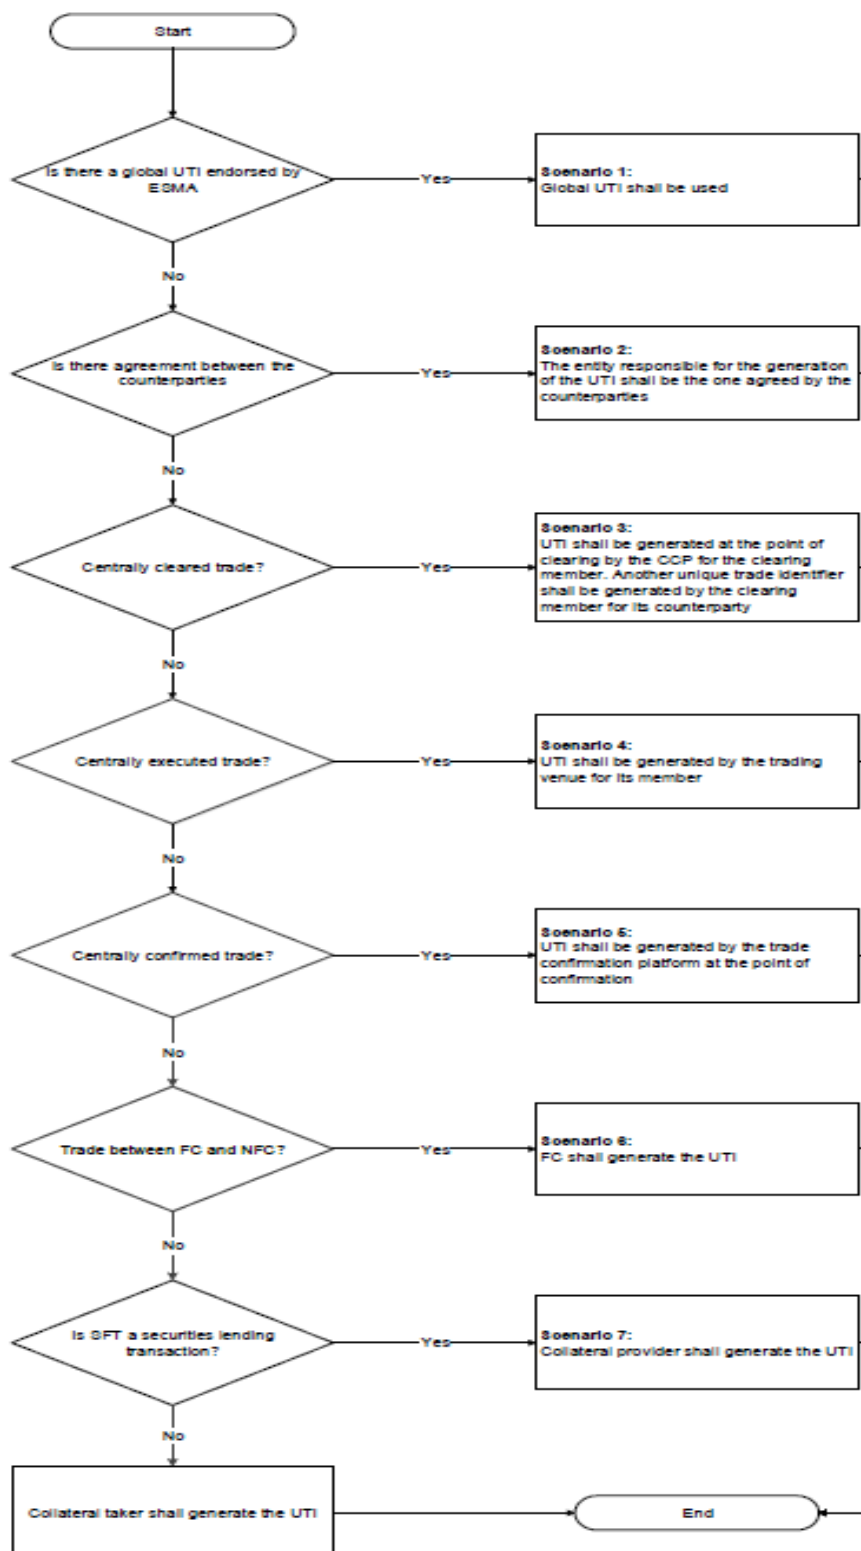 Start
Is there a global UTI endorsed by
ESMA
Yes
Scenario 1:
Global UTI shall be used
No
Is there agreement between the
counterparties
Yes
Scenario 2:
The entity responsible for the generation
of the UTI shall be the one agreed by the
counterparties
No
Centrally cleared trade?
Yes
Scenario 3:
UTI shall be generated at the point of
clearing by the CCP for the clearing
member. Another unique trade identifier
shall be generated by the clearing
member for its counterparty
No
Centrally executed trade?
Yes
Scenario 4:
UTI shall be generated by the trading
venue for its member
No
Centrally confirmed trade?
Yes
Scenario 5:
UTI shall be generated by the trade
confirmation platform at the point of
confirmation
No
Trade between FC and NFC?
Yes
Scenario 6:
FC shall generate the UTI
No
Is SFT a securities lending
transaction?
Yes
Scenario 7:
Collateral provider shall generate the UTI
No
Collateral taker shall generate the UTI
End